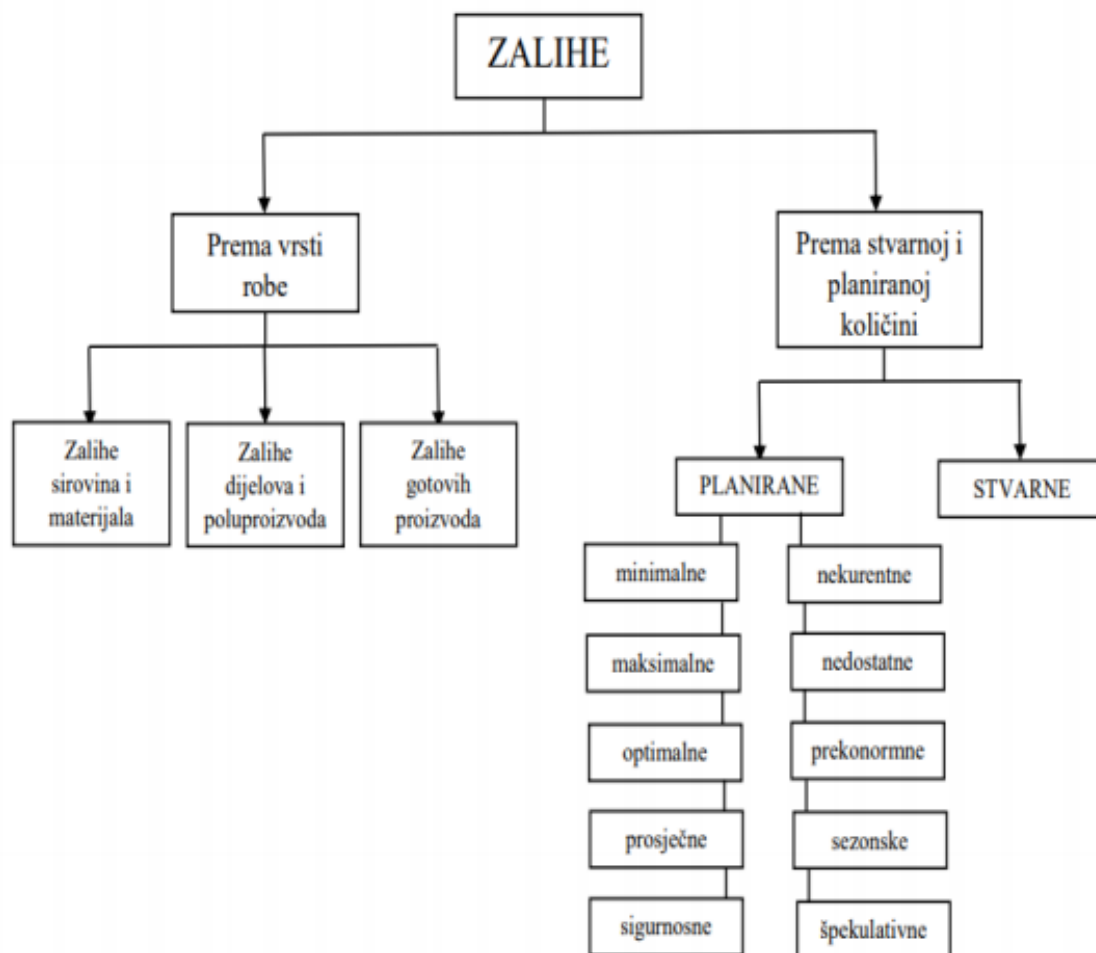 ZALIHE
Prema vrsti
robe
Prema stvarnoj i
planiranoj
količini
Zalihe
sirovina i
materijala
Zalihe
dijelova i
poluproizvoda
Zalihe
gotovih
proizvoda
PLANIRANE
STVARNE
minimalne
nekurentne
maksimalne
nedostatne
optimalne
prekonormne
prosječne
sezonske
sigurnosne
špekulativne